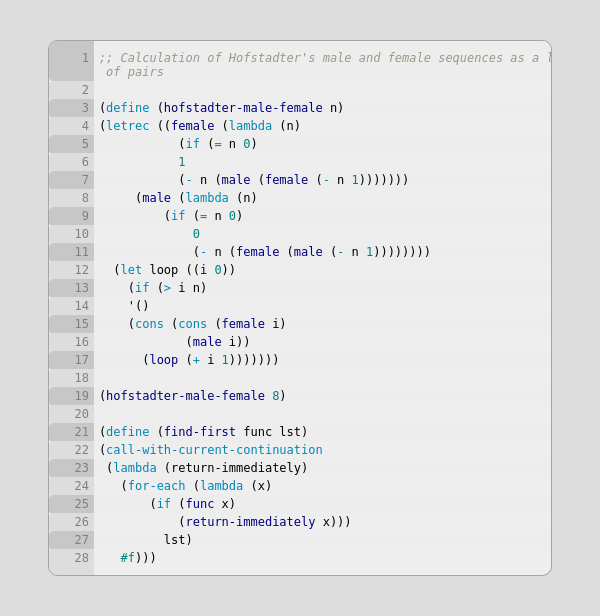 1 ;; Calculation of Hofstadter's male and female sequences as a
of pairs
2
3 (define (hofstadter-male-female n)
4 (letrec ((female (lambda (n)
5 (if (= n 0)
6 1
7 (- n (male (female (- n 1)))))))
8 (male (lambda (n)
9 (if (= n 0)
10 0
11 (- n (female (male (- n 1))))))))
12 (let loop ((i 0))
13 (if (> i n)
14 '()
15 (cons (cons (female i)
16 (male i))
17 (loop (+ i 1)))))))
18
19 (hofstadter-male-female 8)
20
21 (define (find-first func lst)
22 (call-with-current-continuation
23 (lambda (return-immediately)
24 (for-each (lambda (x)
25 (if (func x)
26 (return-immediately x)))
27 lst)
28 #f)))